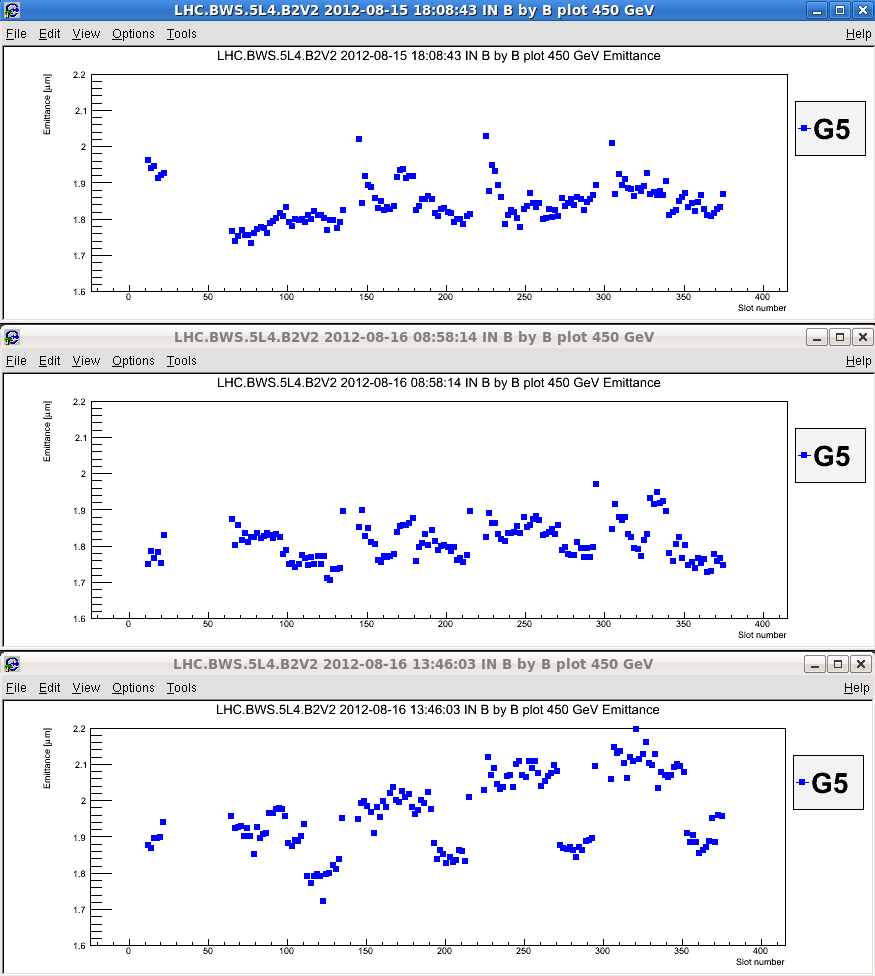 LHC.BWS.5L4.B2V2 2012-08-15 18:08:43 IN B by B plot 450 GeV
File Edit View Options Tools Help
LHC.BWS.5L4.B2V2 2012-08-15 18:08:43 IN B by B plot 450 GeV Emittance
Emittance [µm]
2.2
2.1
2
1.9
1.8
1.7
1.6
0 50 100 150 200 250 300 350 400
Slot number
G5
LHC.BWS.5L4.B2V2 2012-08-16 08:58:14 IN B by B plot 450 GeV
File Edit View Options Tools Help
LHC.BWS.5L4.B2V2 2012-08-16 08:58:14 IN B by B plot 450 GeV Emittance
Emittance [µm]
2.2
2.1
2
1.9
1.8
1.7
1.6
0 50 100 150 200 250 300 350 400
Slot number
G5
LHC.BWS.5L4.B2V2 2012-08-16 13:46:03 IN B by B plot 450 GeV
File Edit View Options Tools Help
LHC.BWS.5L4.B2V2 2012-08-16 13:46:03 IN B by B plot 450 GeV Emittance
Emittance [µm]
2.2
2.1
2
1.9
1.8
1.7
1.6
0 50 100 150 200 250 300 350 400
Slot number
G5